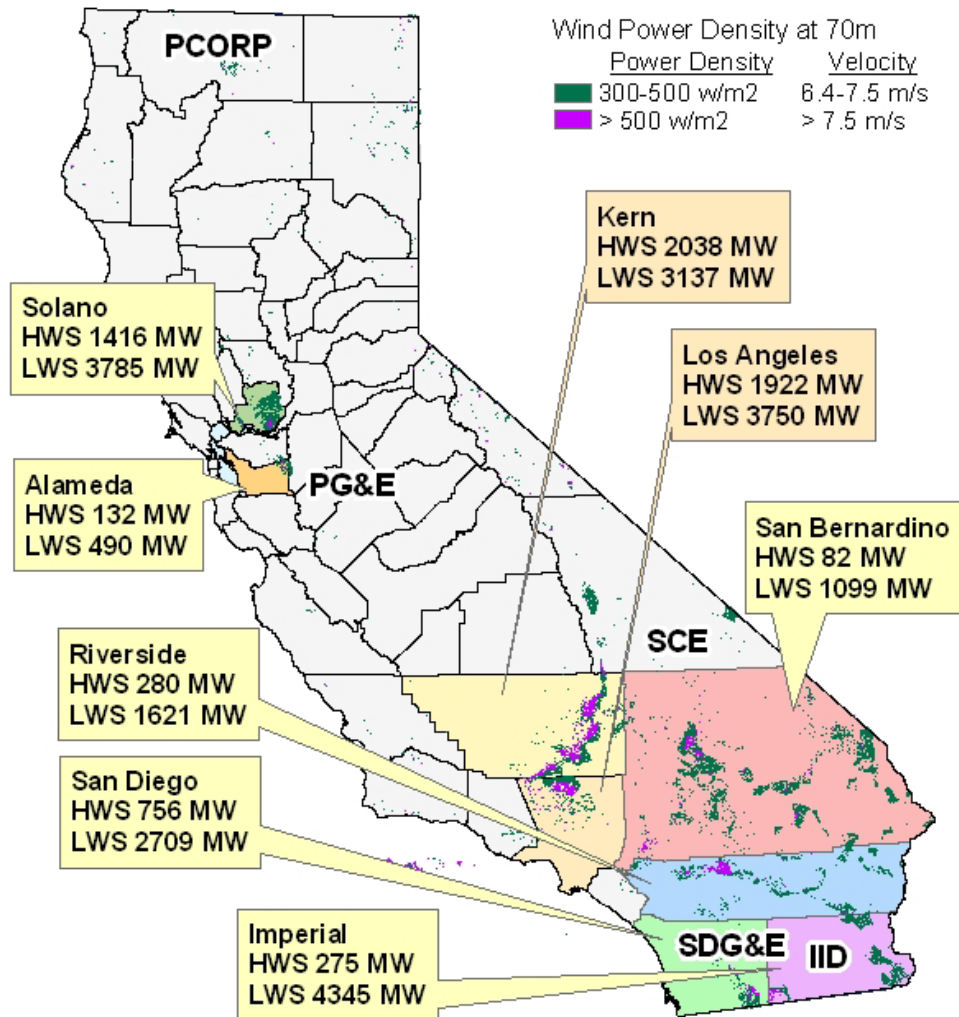 PCORP
Wind Power Density at 70m
Power Density Velocity
300-500 w/m2 6.4-7.5 m/s
> 500 w/m2 > 7.5 m/s
Kern
HWS 2038 MW
LWS 3137 MW
Solano
HWS 1416 MW
LWS 3785 MW
Los Angeles
HWS 1922 MW
LWS 3750 MW
Alameda
HWS 132 MW
LWS 490 MW
PG&E
San Bernardino
HWS 82 MW
LWS 1099 MW
SCE
Riverside
HWS 280 MW
LWS 1621 MW
San Diego
HWS 756 MW
LWS 2709 MW
Imperial
HWS 275 MW
LWS 4345 MW
SDG&E
IID